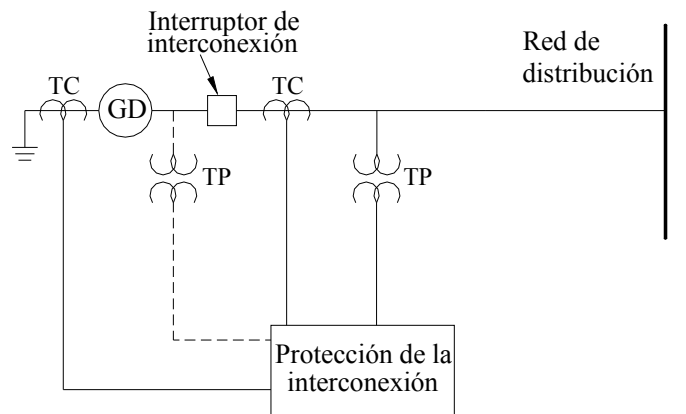 Interruptor de
interconexión
Red de
distribución
TC
GD
TC
TP
TP
Protección de la
interconexión